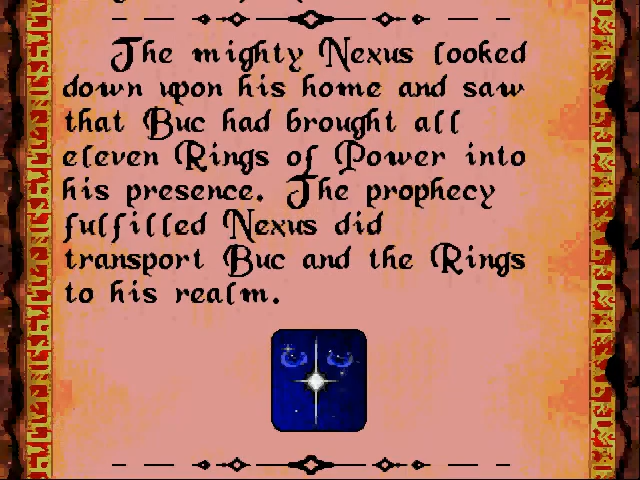 The mighty Nexus looked
down upon his home and saw
that Buc had brought all
eleven Rings of Power into
his presence. The prophecy
fulfilled Nexus did
transport Buc and the Rings
to his realm.